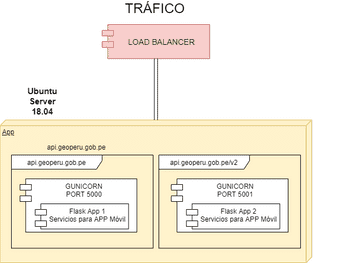 TRÁFICO
LOAD BALANCER
Ubuntu
Server
18.04
App
api.geoperu.gob.pe
api.geoperu.gob.pe
GUNICORN
PORT 5000
Flask App 1
Servicios para APP Móvil
api.geoperu.gob.pe/v2
GUNICORN
PORT 5001
Flask App 2
Servicios para APP Móvil